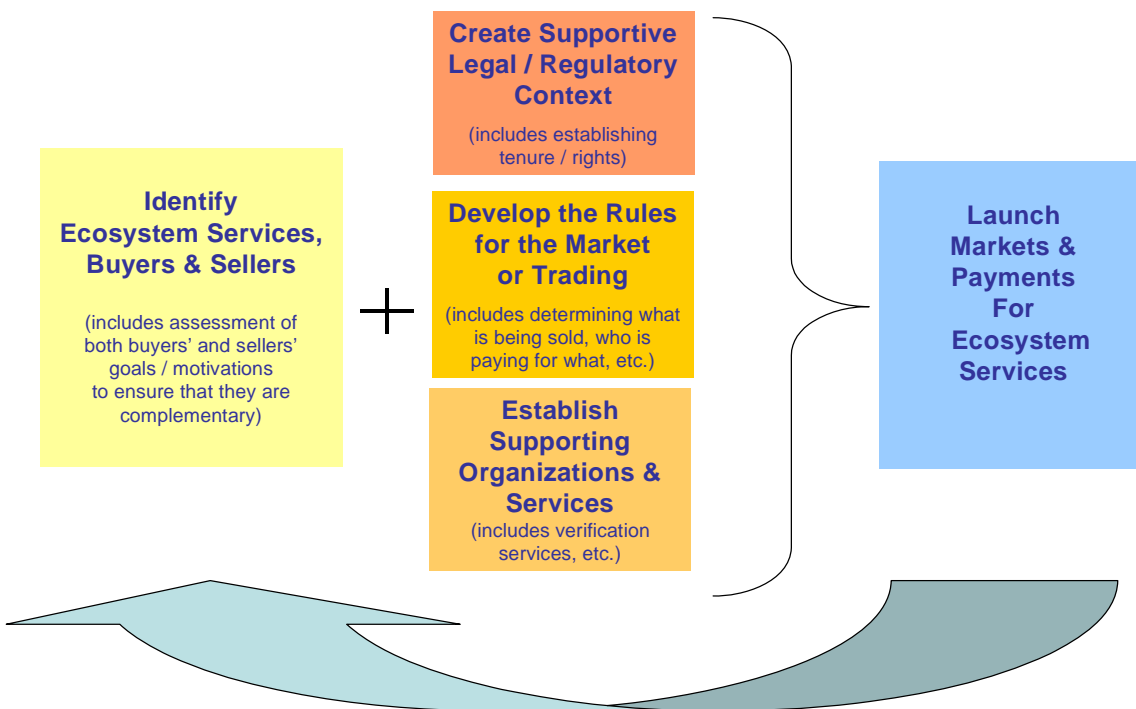 Identify
Ecosystem Services,
Buyers & Sellers
(includes assessment of
both buyers’ and sellers’
goals / motivations
to ensure that they are
complementary)
Create Supportive
Legal / Regulatory
Context
(includes establishing
tenure / rights)
Develop the Rules
for the Market
or Trading
(includes determining what
is being sold, who is
paying for what, etc.)
Establish
Supporting
Organizations &
Services
(includes verification
services, etc.)
Launch
Markets &
Payments
For
Ecosystem
Services